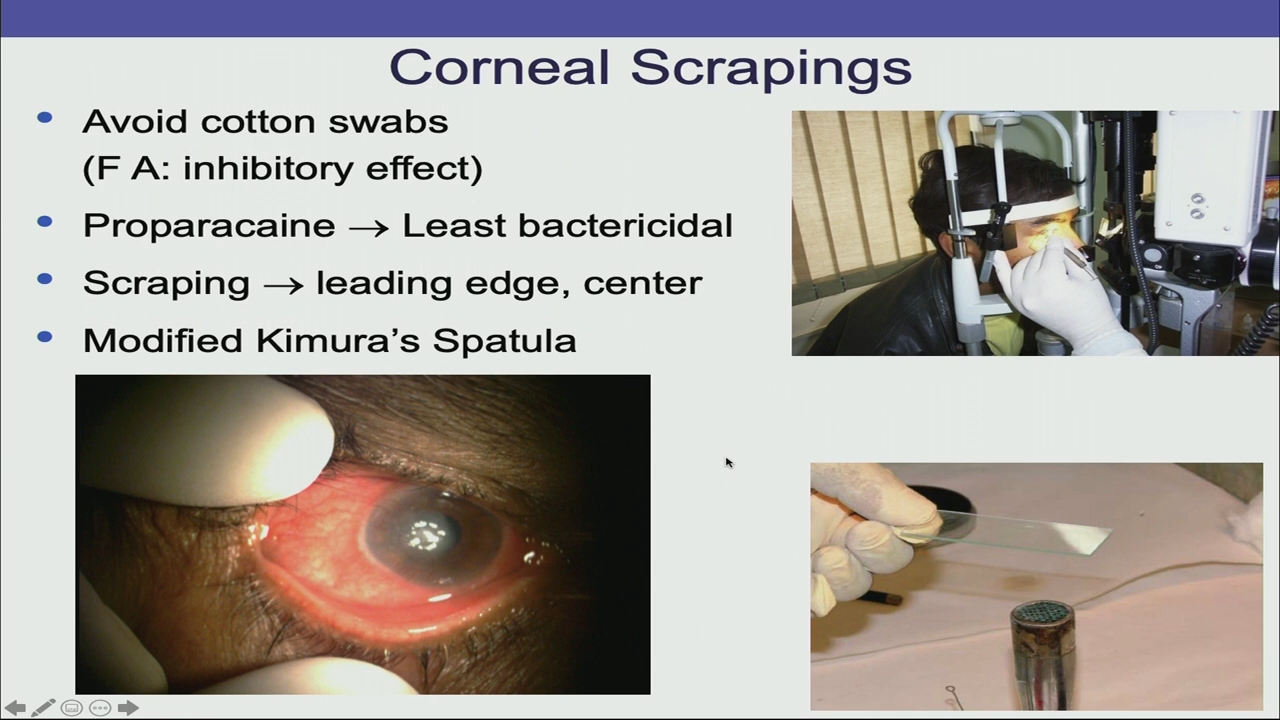 Corneal Scrapings
• Avoid cotton swabs
(F A: inhibitory effect)
• Proparacaine → Least bactericidal
• Scraping → leading edge, center
• Modified Kimura’s Spatula